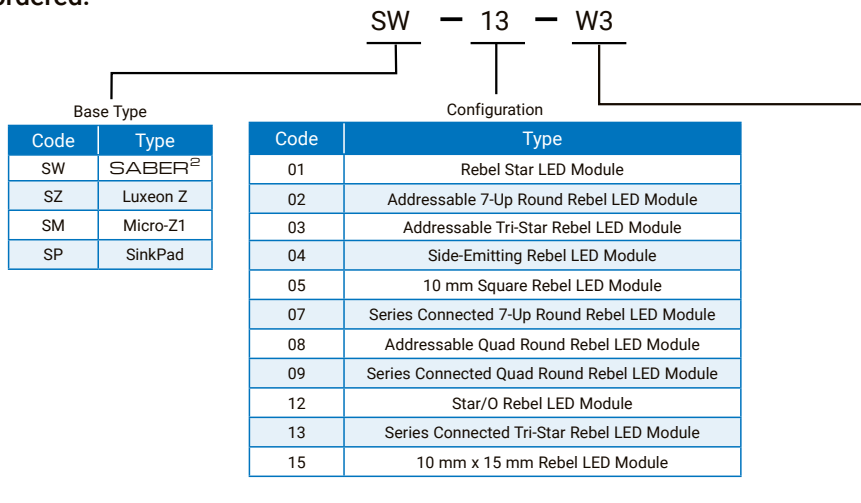 ordered.
SW – 13 – W3
Base Type
Code Type
SW SABER²
SZ Luxeon Z
SM Micro-Z1
SP SinkPad
Configuration
Code Type
01 Rebel Star LED Module
02 Addressable 7-Up Round Rebel LED Module
03 Addressable Tri-Star Rebel LED Module
04 Side-Emitting Rebel LED Module
05 10 mm Square Rebel LED Module
07 Series Connected 7-Up Round Rebel LED Module
08 Addressable Quad Round Rebel LED Module
09 Series Connected Quad Round Rebel LED Module
12 Star/O Rebel LED Module
13 Series Connected Tri-Star Rebel LED Module
15 10 mm x 15 mm Rebel LED Module